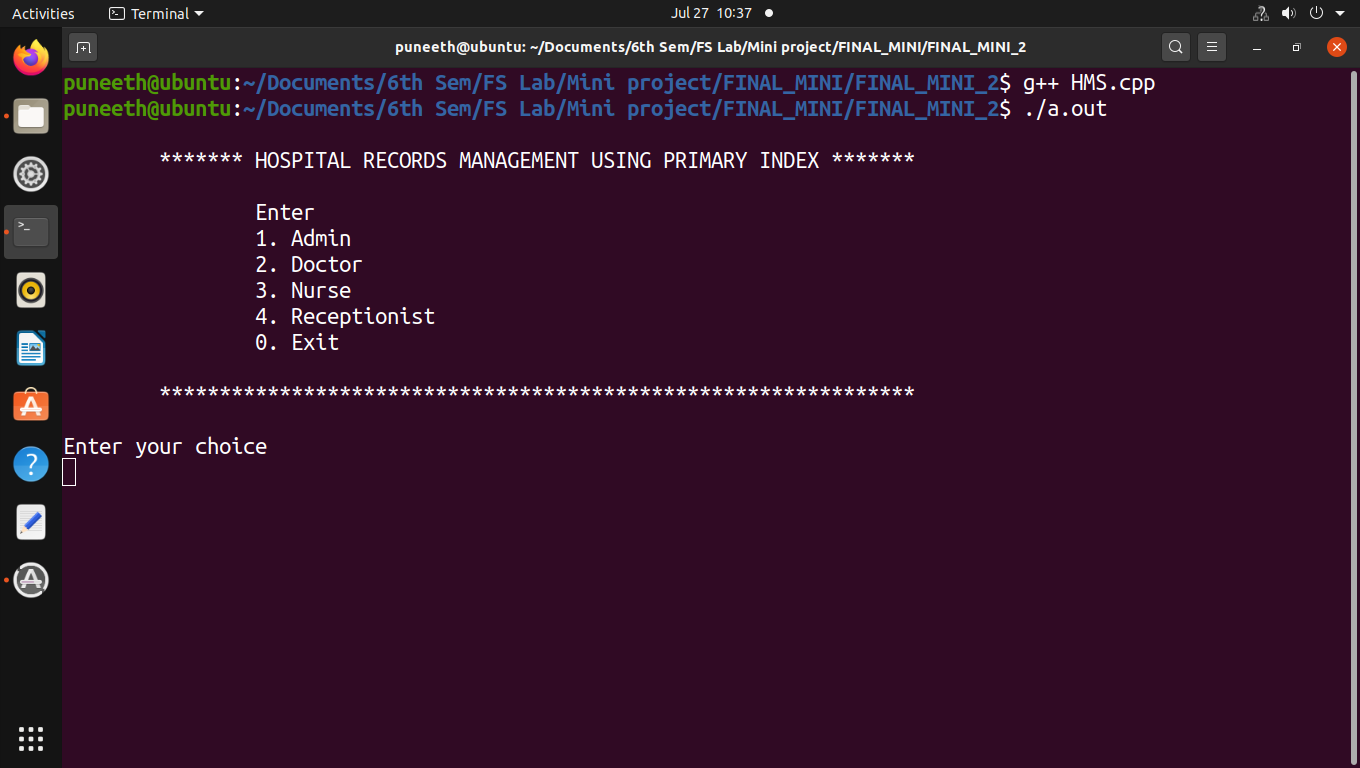 Activities Terminal Jul 27 10:37
puneeth@ubuntu: ~/Documents/6th Sem/FS Lab/Mini project/FINAL_MINI/FINAL_MINI_2
puneeth@ubuntu:~/Documents/6th Sem/FS Lab/Mini project/FINAL_MINI/FINAL_MINI_2$ g++ HMS.cpp
puneeth@ubuntu:~/Documents/6th Sem/FS Lab/Mini project/FINAL_MINI/FINAL_MINI_2$ ./a.out
******* HOSPITAL RECORDS MANAGEMENT USING PRIMARY INDEX *******
Enter
1. Admin
2. Doctor
3. Nurse
4. Receptionist
0. Exit
***************************************************************
Enter your choice